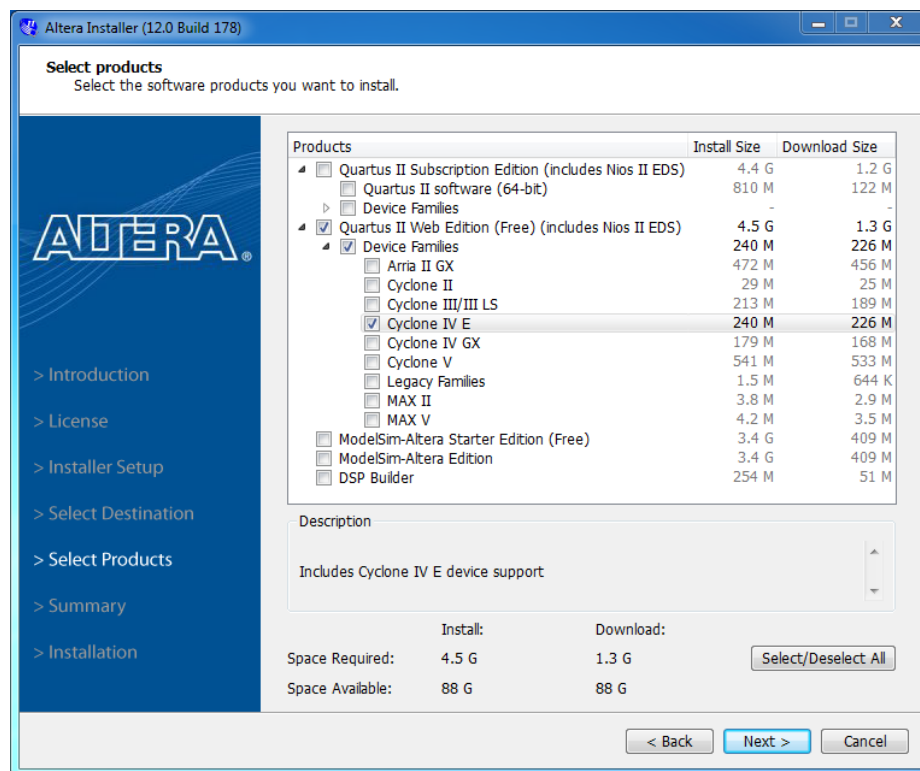 Altera Installer (12.0 Build 178)
Select products
Select the software products you want to install.
ALTERA®
> Introduction
> License
> Installer Setup
> Select Destination
> Select Products
> Summary
> Installation
Products Install Size Download Size
Quartus II Subscription Edition (includes Nios II EDS) 4.4 G 1.2 G
Quartus II software (64-bit) 810 M 122 M
Device Families - -
Quartus II Web Edition (Free) (includes Nios II EDS) 4.5 G 1.3 G
Device Families 240 M 226 M
Arria II GX 472 M 456 M
Cyclone II 29 M 25 M
Cyclone III/III LS 213 M 189 M
Cyclone IV E 240 M 226 M
Cyclone IV GX 179 M 168 M
Cyclone V 541 M 533 M
Legacy Families 1.5 M 644 K
MAX II 3.8 M 2.9 M
MAX V 4.2 M 3.5 M
ModelSim-Altera Starter Edition (Free) 3.4 G 409 M
ModelSim-Altera Edition 3.4 G 409 M
DSP Builder 254 M 51 M
Description
Includes Cyclone IV E device support
Install: Download:
Space Required: 4.5 G 1.3 G
Select/Deselect All
Space Available: 88 G 88 G
< Back Next > Cancel